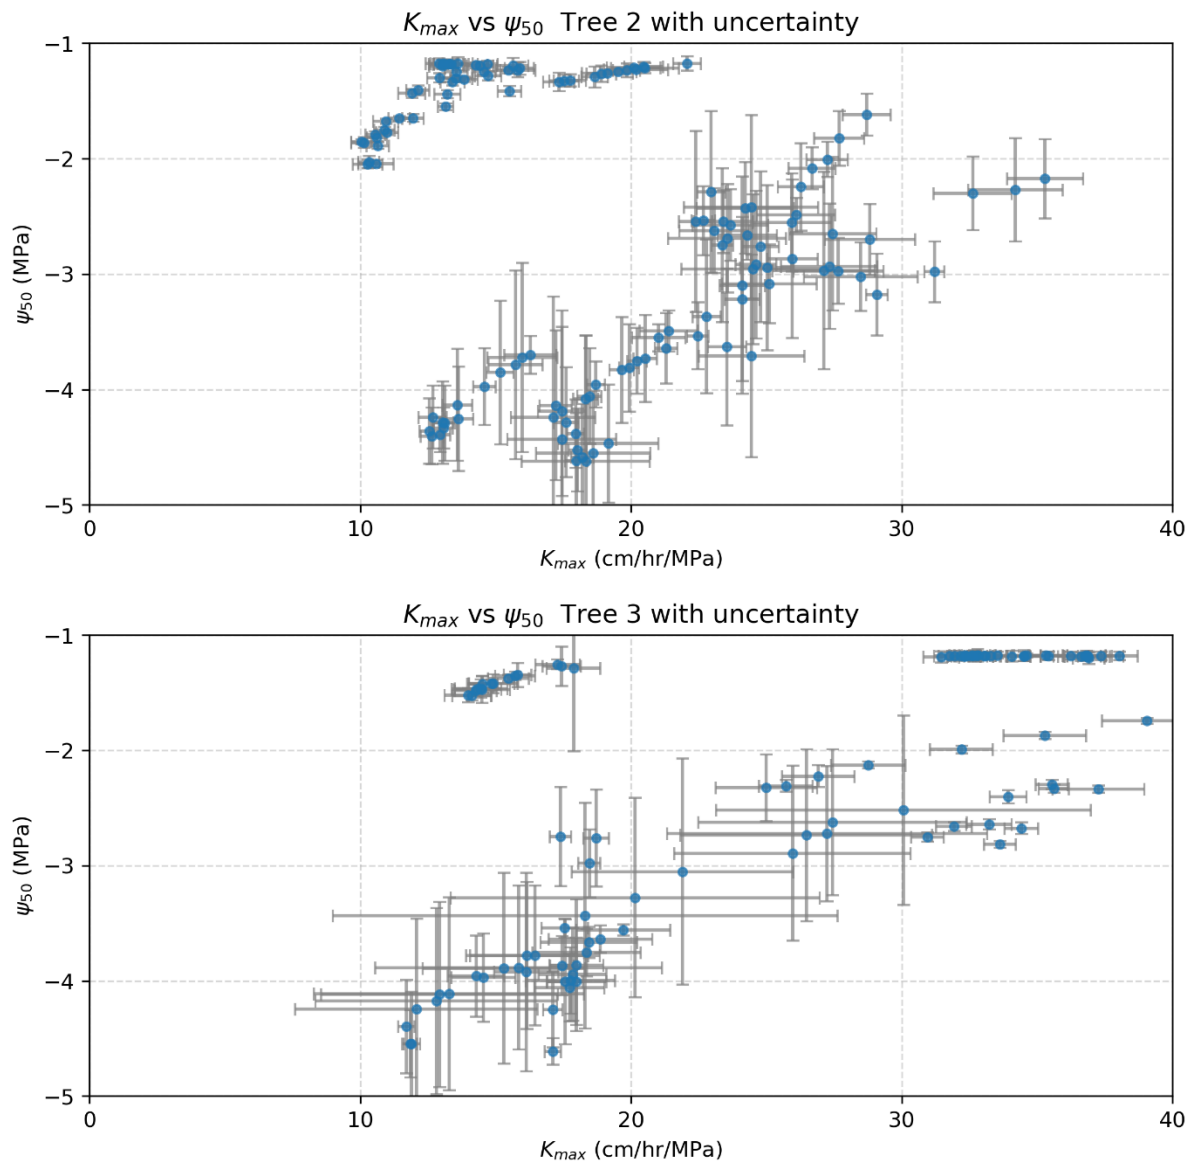 K_max vs ψ_50 Tree 2 with uncertainty
−1
−2
−3
−4
−5
ψ_50 (MPa)
0 10 20 30 40
K_max (cm/hr/MPa)
K_max vs ψ_50 Tree 3 with uncertainty
−1
−2
−3
−4
−5
ψ_50 (MPa)
0 10 20 30 40
K_max (cm/hr/MPa)